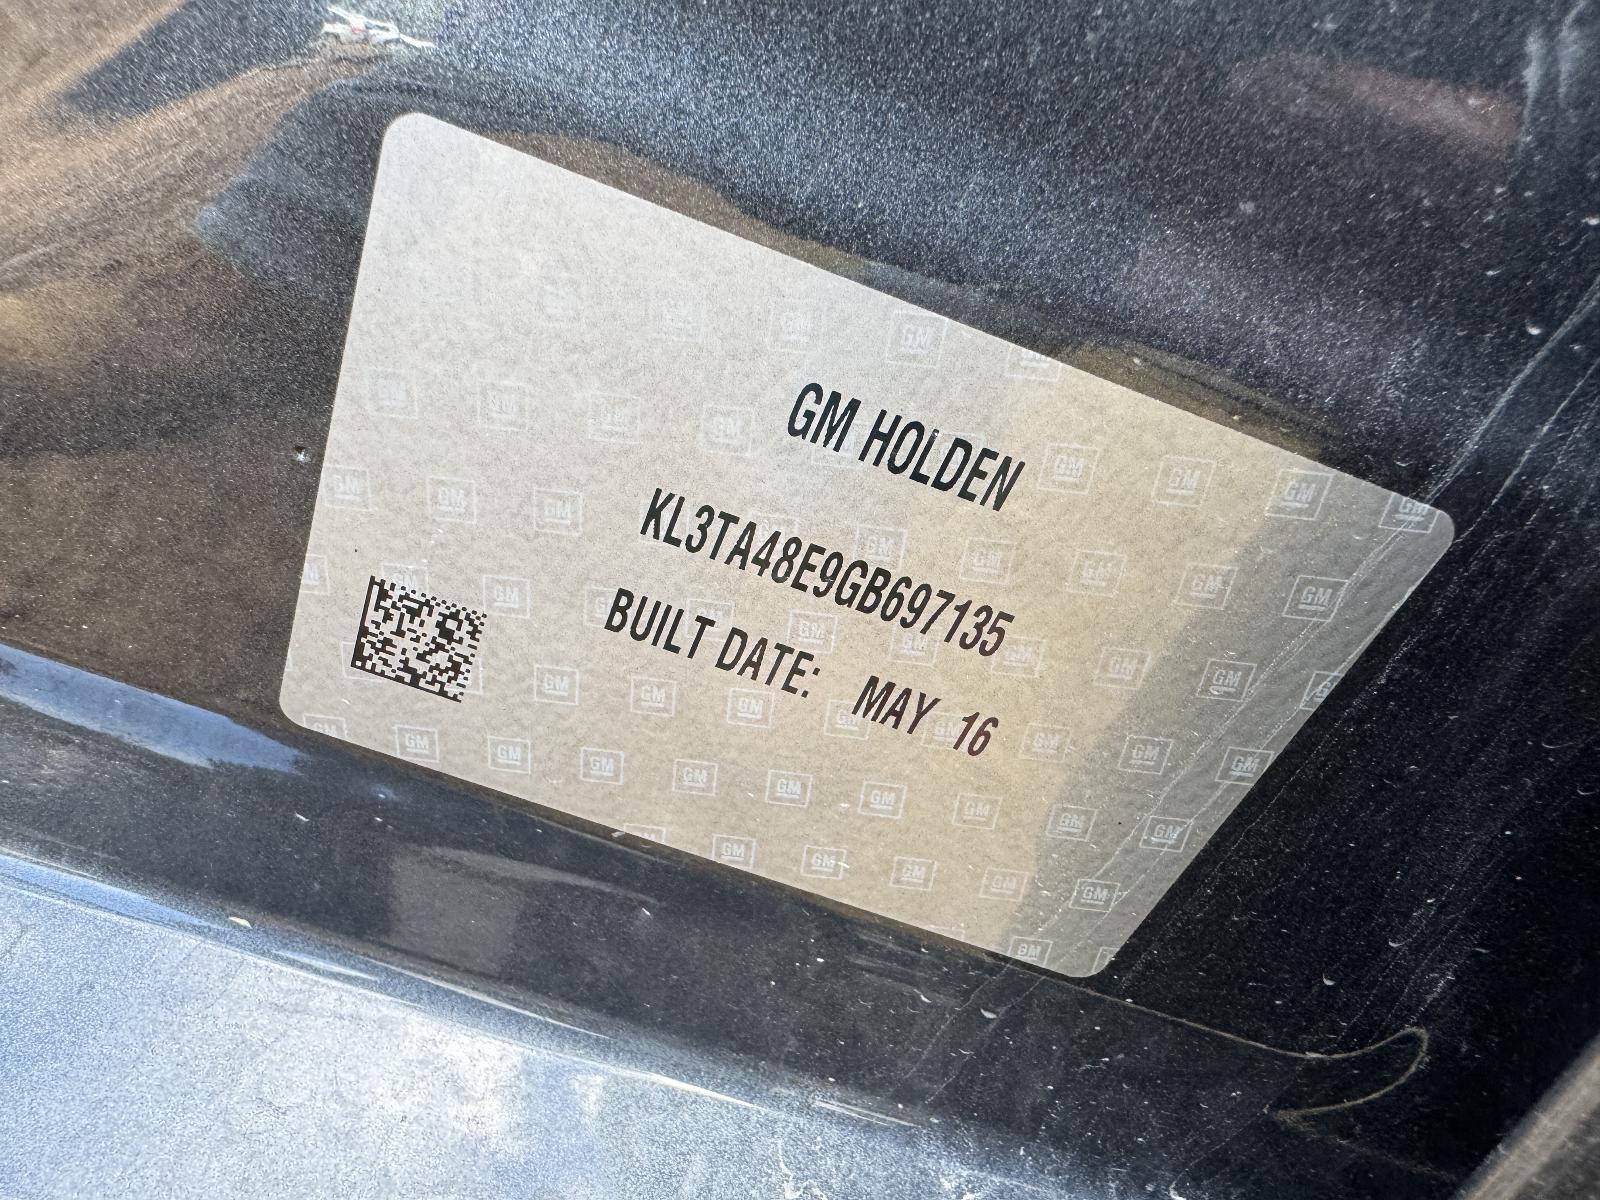 GM HOLDEN
KL3TA48E9GB697135
BUILT DATE: MAY 16